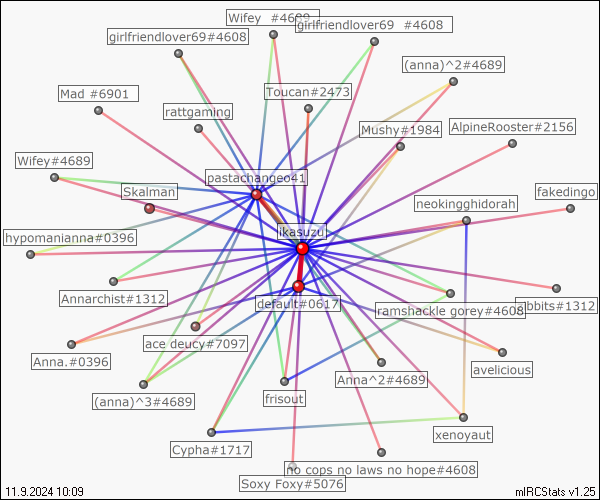 Wifey #4689
girlfriendlover69 #4608
girlfriendlover69#4608
(anna)^2#4689
Mad #6901
Toucan#2473
rattgaming
Mushy#1984
AlpineRooster#2156
Wifey#4689
pastachangeo41
Skalman
fakedingo
neokingghidorah
ikasuzu
hypomanianna#0396
Annarchist#1312
default#0617
ramshackle gorey#4608
bbits#1312
ace deucy#7097
Anna.#0396
avelicious
Anna^2#4689
(anna)^3#4689
frisout
xenoyaut
Cypha#1717
no cops no laws no hope#4608
Soxy Foxy#5076
11.9.2024 10:09
mIRCStats v1.25